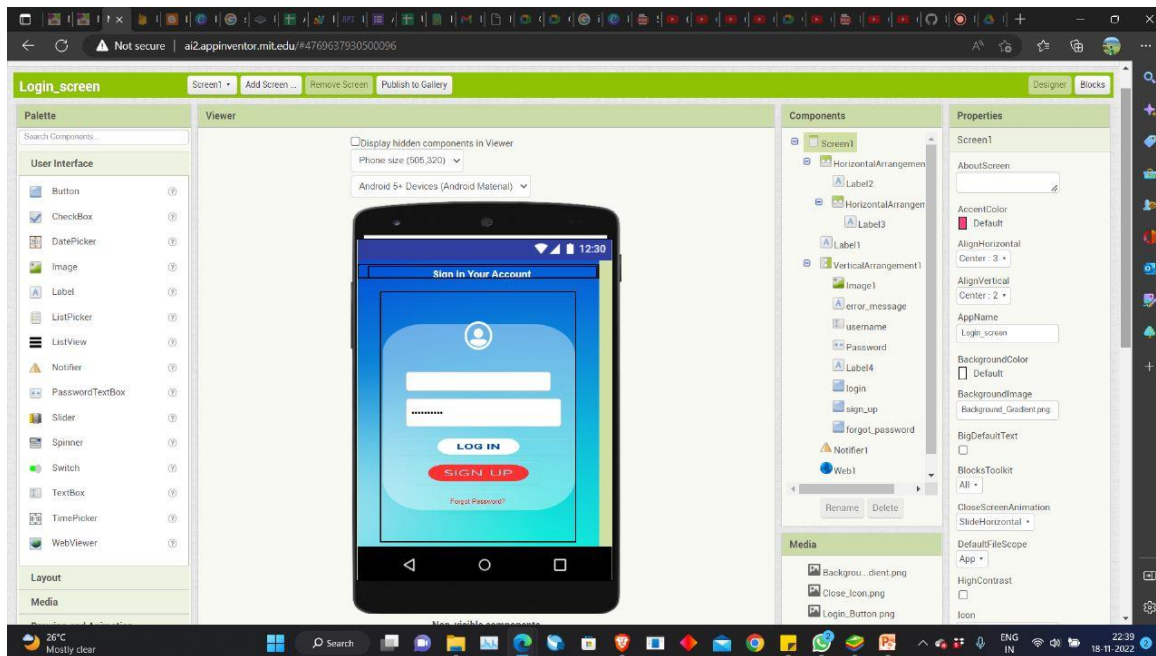 Not secure
ai2.appinventor.mit.edu/#4769637930500096
Login_screen
Screen1
Add Screen ...
Remove Screen
Publish to Gallery
Designer
Blocks
Palette
Search Components...
User Interface
Button
CheckBox
DatePicker
Image
Label
ListPicker
ListView
Notifier
PasswordTextBox
Slider
Spinner
Switch
TextBox
TimePicker
WebViewer
Layout
Media
Viewer
Display hidden components in Viewer
Phone size (505,320)
Android 5+ Devices (Android Material)
12:30
Sign in Your Account
LOG IN
SIGN UP
Forgot Password?
Components
Screen1
HorizontalArrangemen
Label2
HorizontalArrangem
Label3
Label1
VerticalArrangement1
Image1
error_message
username
Password
Label4
login
sign_up
forgot_password
Notifier1
Web1
Rename
Delete
Media
Backgrou...dient.png
Close_Icon.png
Login_Button.png
Properties
Screen1
AboutScreen
AccentColor
Default
AlignHorizontal
Center : 3
AlignVertical
Center : 2
AppName
Login_screen
BackgroundColor
Default
BackgroundImage
Background_Gradient.png
BigDefaultText
BlocksToolkit
All
CloseScreenAnimation
SlideHorizontal
DefaultFileScope
App
HighContrast
Icon
26°C
Mostly clear
Search
ENG
IN
22:39
18-11-2022